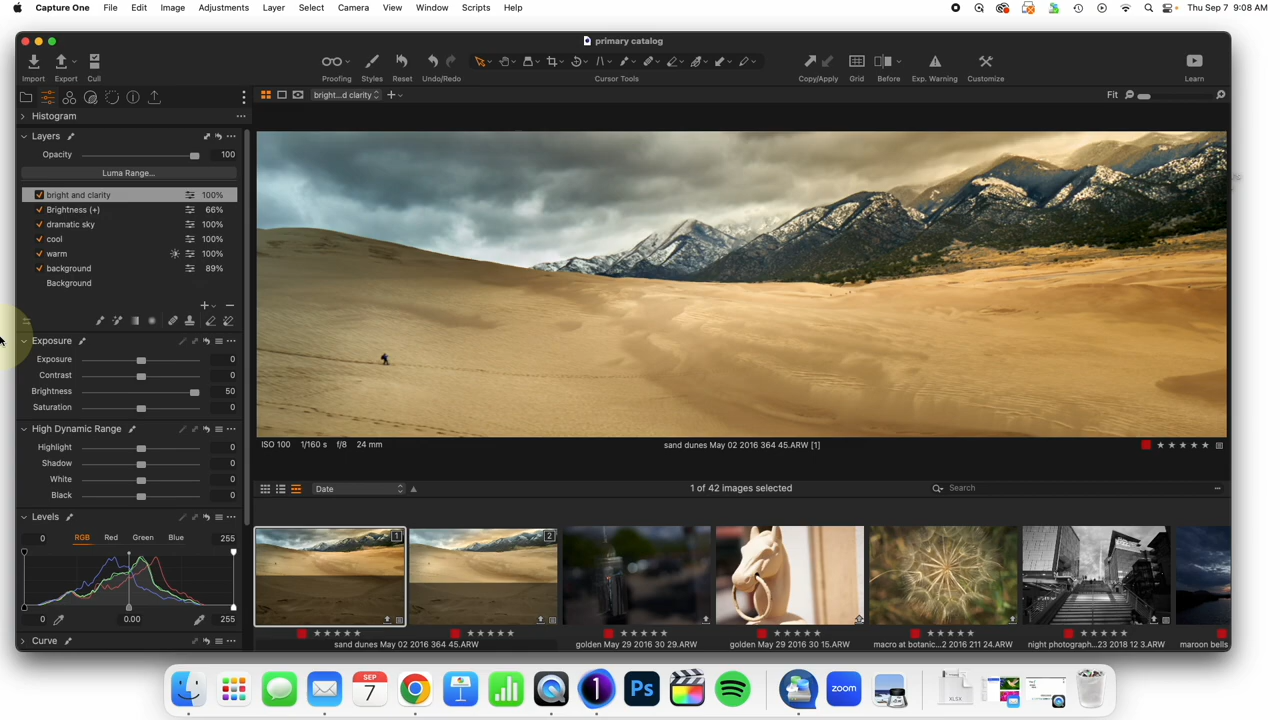 Capture One File Edit Image Adjustments Layer Select Camera View Window Scripts Help Thu Sep 7 9:08 AM
primary catalog
Import Export Cull Proofing Styles Reset Undo/Redo Cursor Tools Copy/Apply Grid Before Exp. Warning Customize Learn
bright...d clarity Fit
Histogram
Layers
Opacity 100
Luma Range...
bright and clarity 100%
Brightness (+) 66%
dramatic sky 100%
cool 100%
warm 100%
background 89%
Background
Exposure
Exposure 0
Contrast 0
Brightness 50
Saturation 0
High Dynamic Range
Highlight 0
Shadow 0
White 0
Black 0
Levels
0 RGB Red Green Blue 255
0 0.00 255
Curve
ISO 100 1/160 s f/8 24 mm sand dunes May 02 2016 364 45.ARW [1]
Date 1 of 42 images selected Search
1 2
sand dunes May 02 2016 364 45.ARW golden May 29 2016 30 29.ARW golden May 29 2016 30 15.ARW macro at botanic...2 2016 211 24.ARW night photograph...23 2018 12 3.ARW maroon bells
SEP
7
1 Ps zoom
XLSX